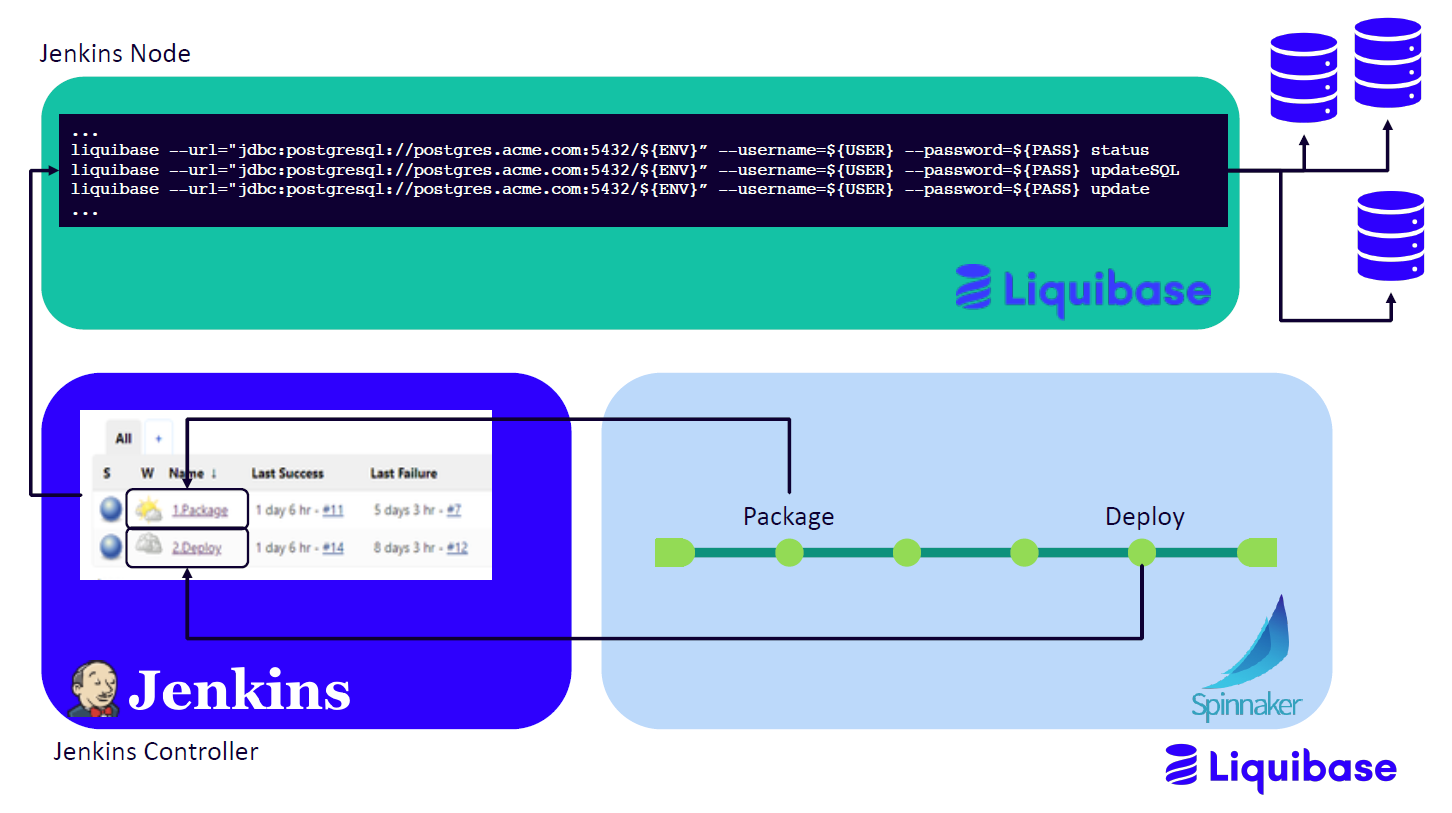 Jenkins Node
...
liquibase --url="jdbc:postgresql://postgres.acme.com:5432/${ENV}” --username=${USER} --password=${PASS} status
liquibase --url="jdbc:postgresql://postgres.acme.com:5432/${ENV}” --username=${USER} --password=${PASS} updateSQL
liquibase --url="jdbc:postgresql://postgres.acme.com:5432/${ENV}” --username=${USER} --password=${PASS} update
...
Liquibase
All +
S W Name ↓ Last Success Last Failure
1.Package 1 day 6 hr - #11 5 days 3 hr - #7
2.Deploy 1 day 6 hr - #14 8 days 3 hr - #12
Jenkins
Jenkins Controller
Package
Deploy
Spinnaker
Liquibase